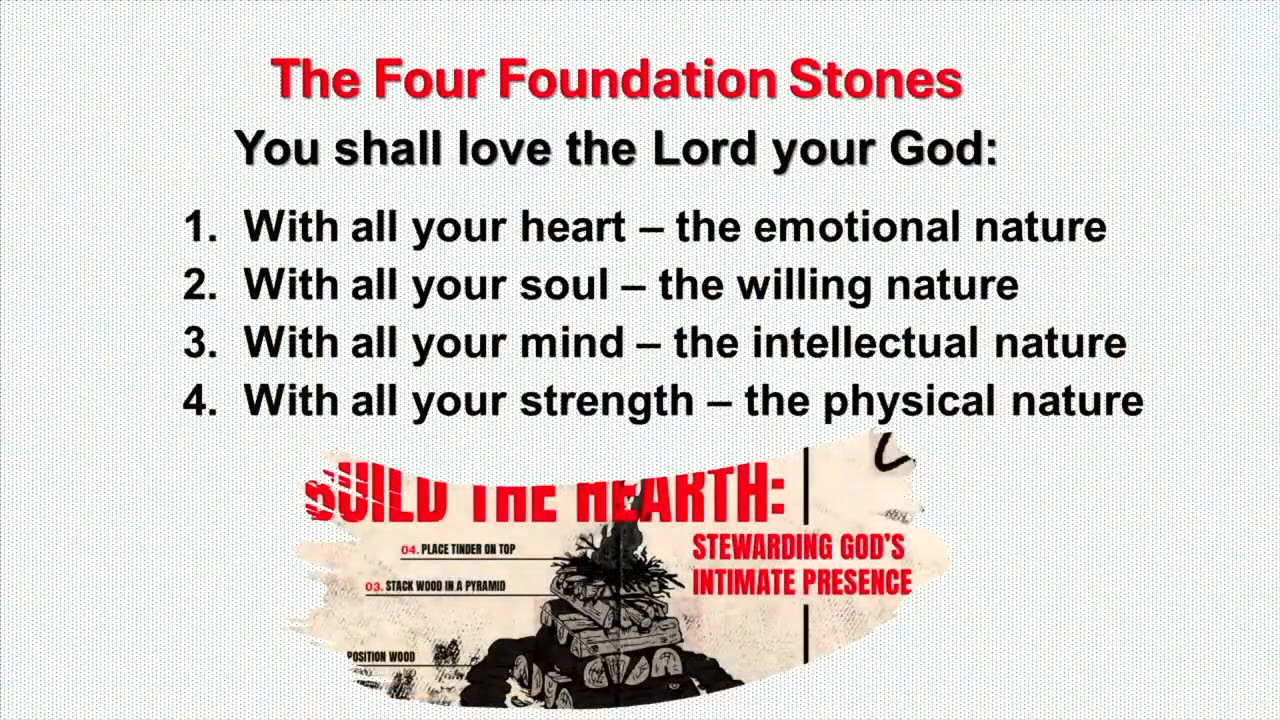 The Four Foundation Stones
You shall love the Lord your God:
1. With all your heart – the emotional nature
2. With all your soul – the willing nature
3. With all your mind – the intellectual nature
4. With all your strength – the physical nature
BUILD THE HEARTH:
STEWARDING GOD'S
INTIMATE PRESENCE
04. PLACE TINDER ON TOP
03. STACK WOOD IN A PYRAMID
POSITION WOOD